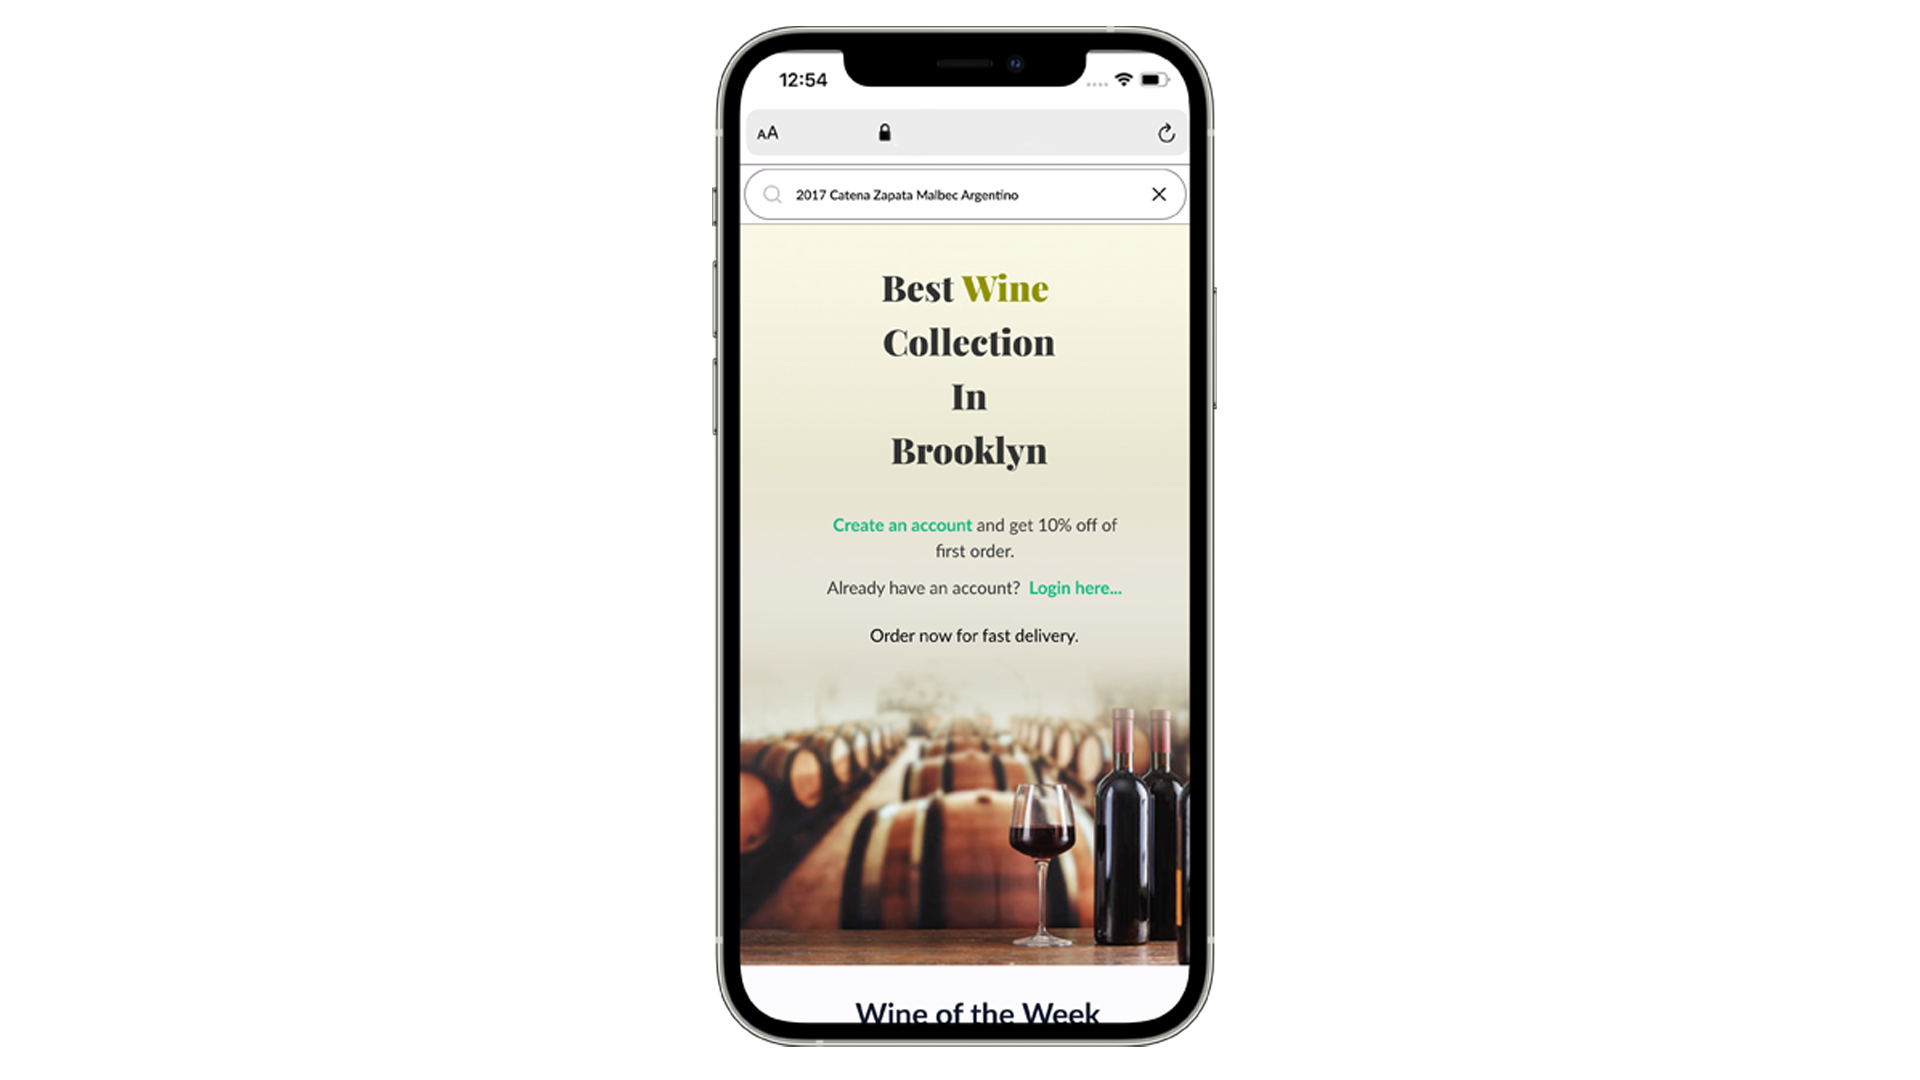 12:54
AA
2017 Catena Zapata Malbec Argentino
Best Wine
Collection
In
Brooklyn
Create an account and get 10% off of
first order.
Already have an account? Login here...
Order now for fast delivery.
Wine of the Week